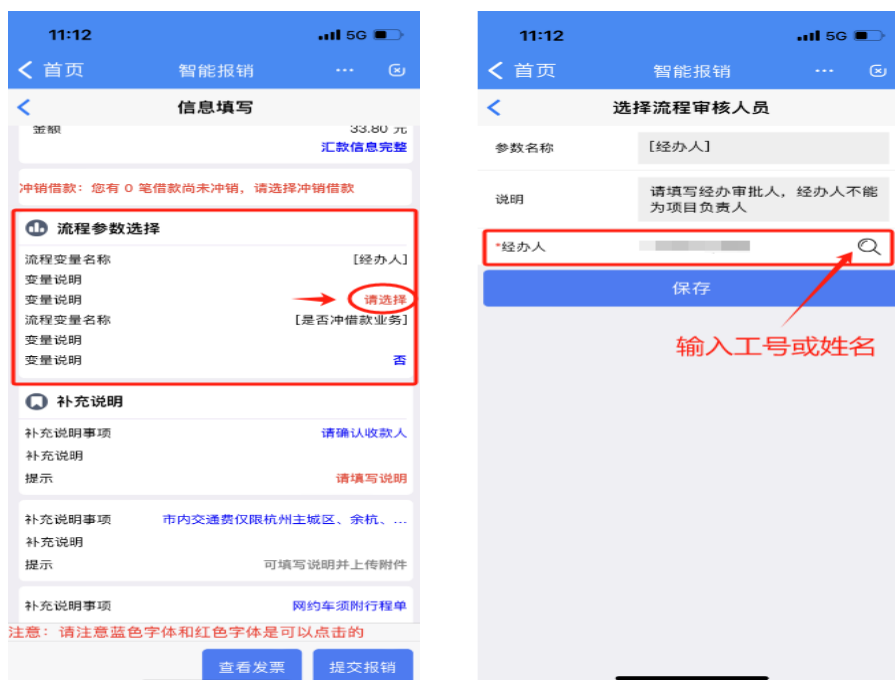 11:12
5G
首页
智能报销
信息填写
金额
33.80 元
汇款信息完整
冲销借款：您有 0 笔借款尚未冲销，请选择冲销借款
流程参数选择
流程变量名称
[经办人]
变量说明
变量说明
请选择
流程变量名称
[是否冲借款业务]
变量说明
变量说明
否
补充说明
补充说明事项
请确认收款人
补充说明
提示
请填写说明
补充说明事项
市内交通费仅限杭州主城区、余杭、...
补充说明
提示
可填写说明并上传附件
补充说明事项
网约车须附行程单
注意：请注意蓝色字体和红色字体是可以点击的
查看发票
提交报销
11:12
5G
首页
智能报销
选择流程审核人员
参数名称
[经办人]
说明
请填写经办审批人，经办人不能
为项目负责人
*经办人
保存
输入工号或姓名